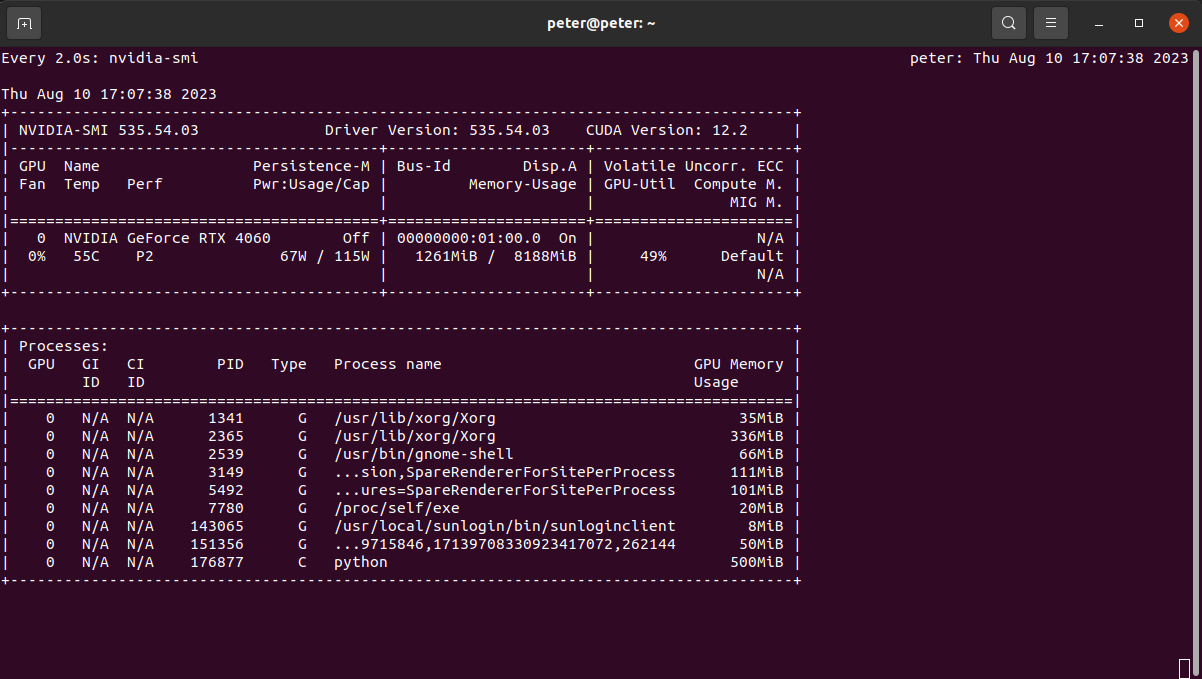 peter@peter: ~
Every 2.0s: nvidia-smi                                                                               peter: Thu Aug 10 17:07:38 2023
Thu Aug 10 17:07:38 2023
+---------------------------------------------------------------------------------------+
| NVIDIA-SMI 535.54.03              Driver Version: 535.54.03    CUDA Version: 12.2     |
|-----------------------------------------+----------------------+----------------------+
| GPU  Name                 Persistence-M | Bus-Id        Disp.A | Volatile Uncorr. ECC |
| Fan  Temp   Perf          Pwr:Usage/Cap |         Memory-Usage | GPU-Util  Compute M. |
|                                         |                      |               MIG M. |
|=========================================+======================+======================|
|   0  NVIDIA GeForce RTX 4060        Off | 00000000:01:00.0  On |                  N/A |
|  0%   55C    P2              67W / 115W |   1261MiB /  8188MiB |     49%      Default |
|                                         |                      |                  N/A |
+-----------------------------------------+----------------------+----------------------+
+---------------------------------------------------------------------------------------+
| Processes:                                                                            |
|  GPU   GI   CI        PID   Type   Process name                            GPU Memory |
|        ID   ID                                                             Usage      |
|=======================================================================================|
|    0   N/A  N/A      1341      G   /usr/lib/xorg/Xorg                           35MiB |
|    0   N/A  N/A      2365      G   /usr/lib/xorg/Xorg                          336MiB |
|    0   N/A  N/A      2539      G   /usr/bin/gnome-shell                         66MiB |
|    0   N/A  N/A      3149      G   ...sion,SpareRendererForSitePerProcess      111MiB |
|    0   N/A  N/A      5492      G   ...ures=SpareRendererForSitePerProcess      101MiB |
|    0   N/A  N/A      7780      G   /proc/self/exe                               20MiB |
|    0   N/A  N/A    143065      G   /usr/local/sunlogin/bin/sunloginclient        8MiB |
|    0   N/A  N/A    151356      G   ...9715846,17139708330923417072,262144       50MiB |
|    0   N/A  N/A    176877      C   python                                      500MiB |
+---------------------------------------------------------------------------------------+